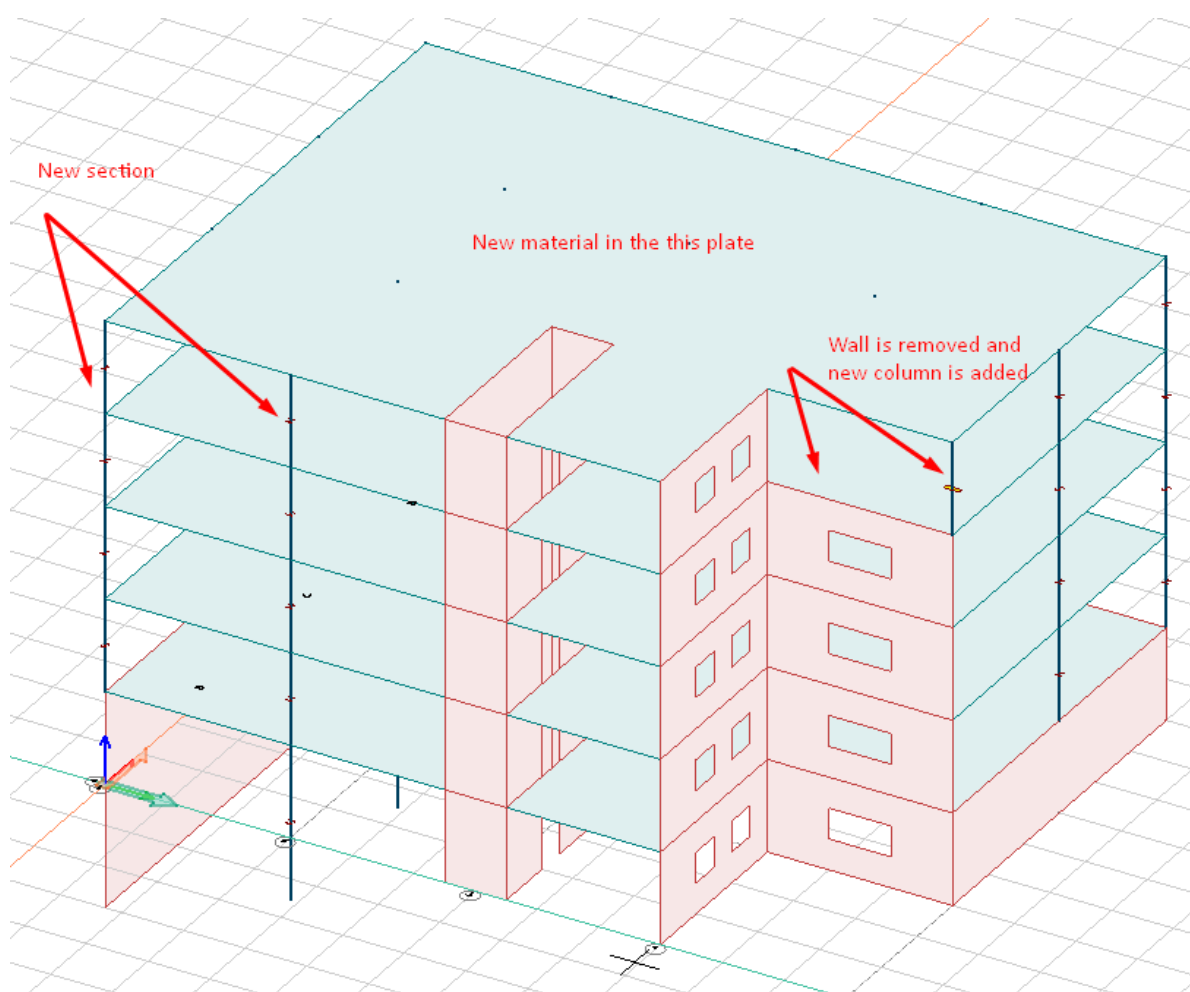 New section
New material in the this plate
Wall is removed and
new column is added